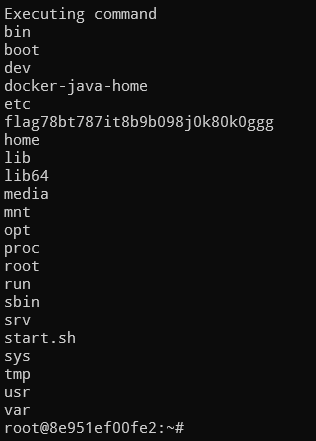 Executing command
bin
boot
dev
docker-java-home
etc
flag78bt787it8b9b098j0k80k0ggg
home
lib
lib64
media
mnt
opt
proc
root
run
sbin
srv
start.sh
sys
tmp
usr
var
root@8e951ef00fe2:~#